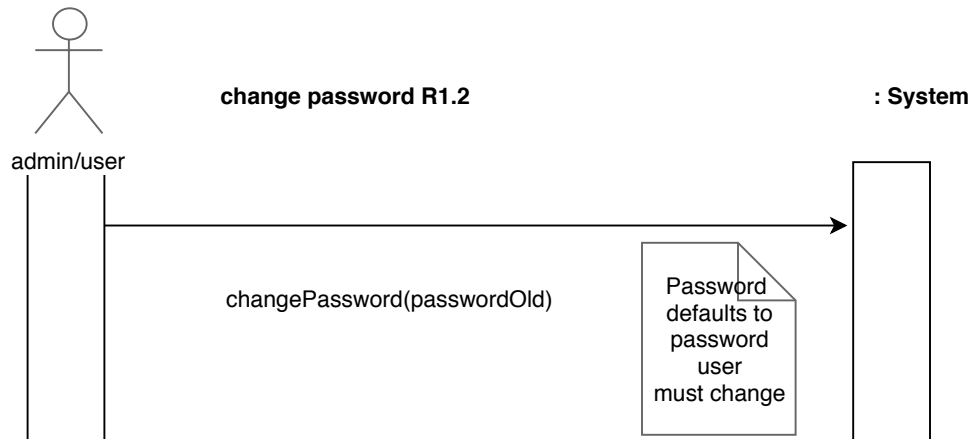 change password R1.2
: System
admin/user
changePassword(passwordOld)
Password
defaults to
password
user
must change